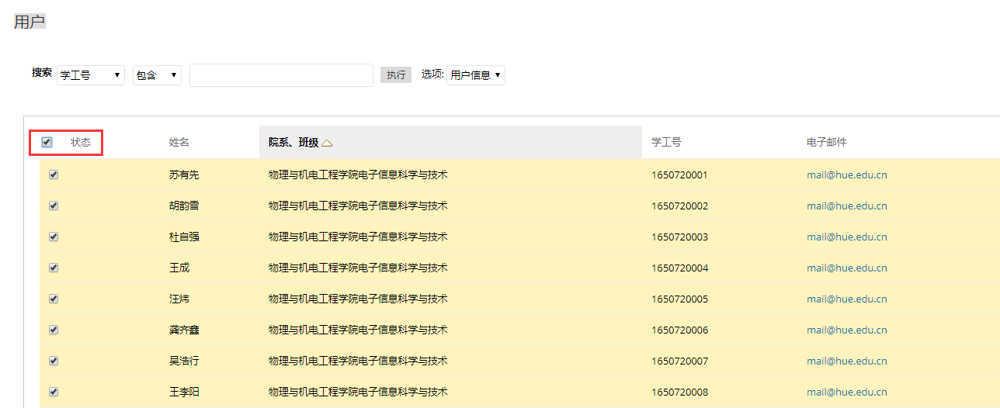 用户
搜索 学工号 包含 执行 选项: 用户信息
状态 姓名 院系、班级 学工号 电子邮件
苏有先 物理与机电工程学院电子信息科学与技术 1650720001 mail@hue.edu.cn
胡韵雪 物理与机电工程学院电子信息科学与技术 1650720002 mail@hue.edu.cn
杜自强 物理与机电工程学院电子信息科学与技术 1650720003 mail@hue.edu.cn
王成 物理与机电工程学院电子信息科学与技术 1650720004 mail@hue.edu.cn
汪炜 物理与机电工程学院电子信息科学与技术 1650720005 mail@hue.edu.cn
龚齐鑫 物理与机电工程学院电子信息科学与技术 1650720006 mail@hue.edu.cn
吴浩行 物理与机电工程学院电子信息科学与技术 1650720007 mail@hue.edu.cn
王李阳 物理与机电工程学院电子信息科学与技术 1650720008 mail@hue.edu.cn